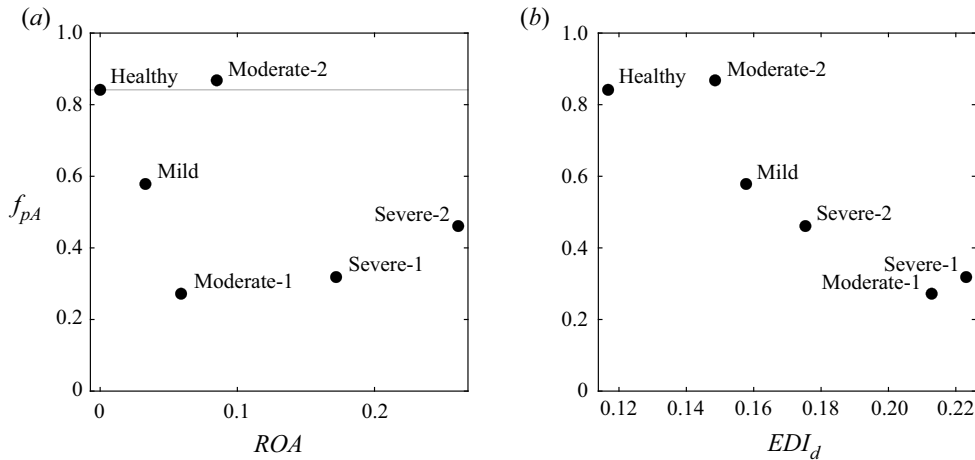 (a)
1.0
0.8
0.6
0.4
0.2
0
f_{pA}
Healthy
Moderate-2
Mild
Severe-2
Severe-1
Moderate-1
0
0.1
0.2
ROA
(b)
1.0
0.8
0.6
0.4
0.2
0
Healthy
Moderate-2
Mild
Severe-2
Severe-1
Moderate-1
0.12
0.14
0.16
0.18
0.20
0.22
EDI_d